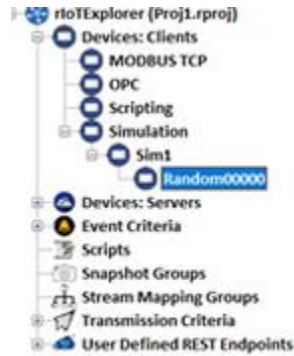 rIoTExplorer (Proj1.rproj)
Devices: Clients
MODBUS TCP
OPC
Scripting
Simulation
Sim1
Random00000
Devices: Servers
Event Criteria
Scripts
Snapshot Groups
Stream Mapping Groups
Transmission Criteria
User Defined REST Endpoints